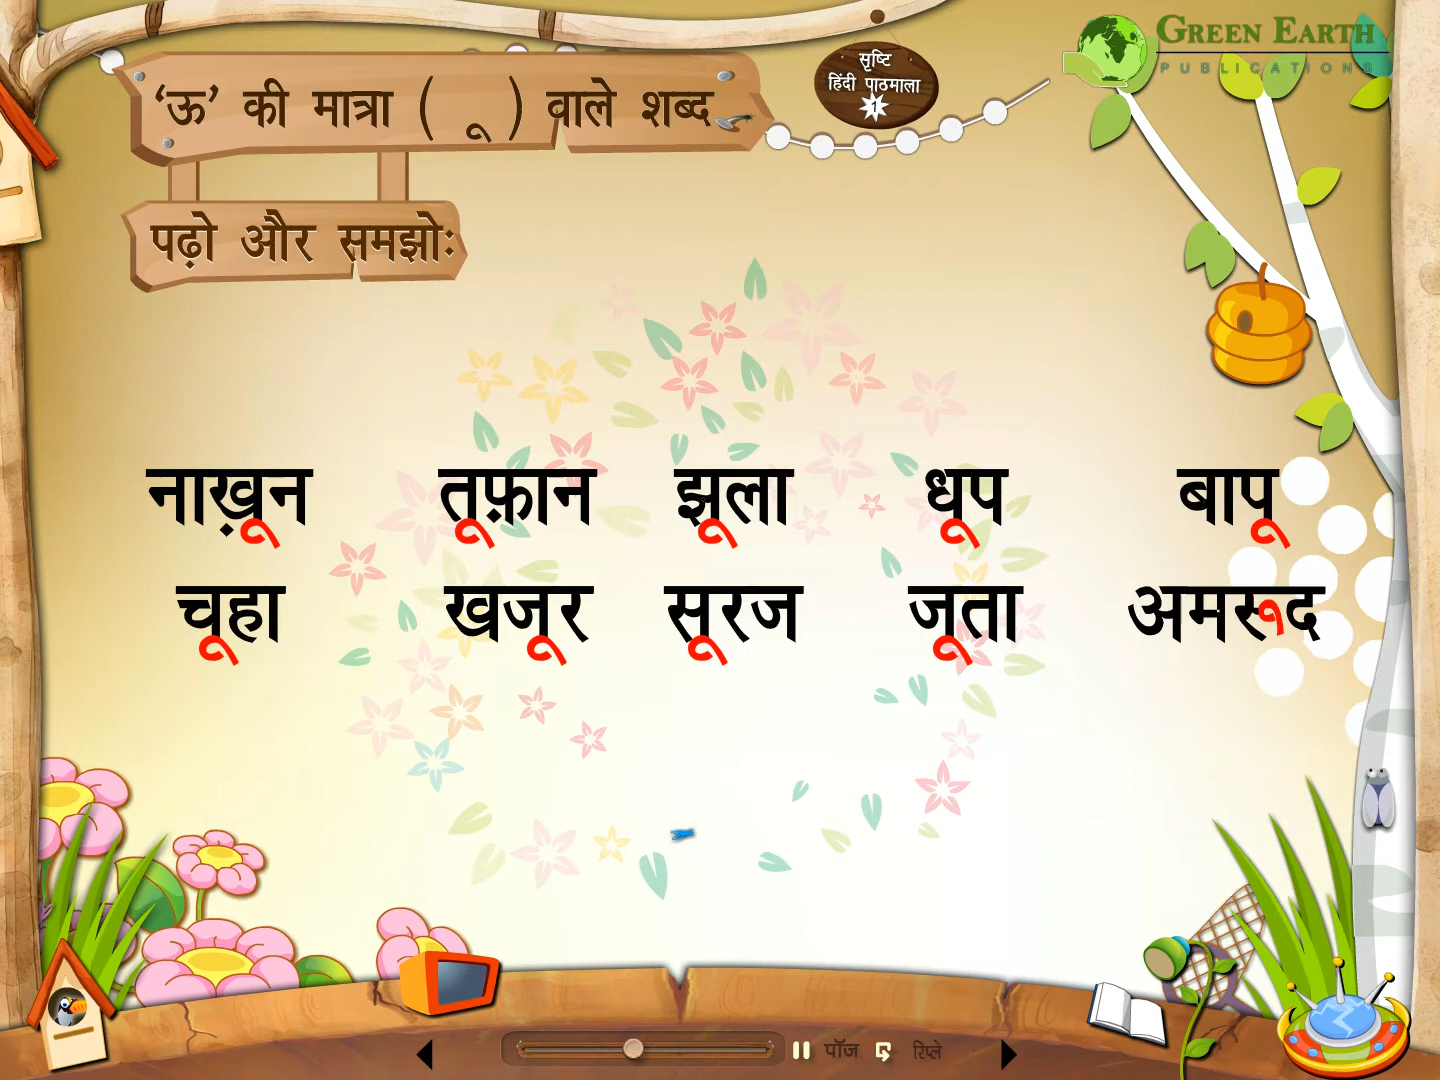 ‘ऊ’ की मात्रा ( ू ) वाले शब्द
सृष्टि
हिंदी पाठमाला
1
GREEN EARTH
PUBLICATIONS
पढ़ो और समझोः
नाख़ून तूफ़ान झूला धूप बापू
चूहा खजूर सूरज जूता अमरूद
पॉज रिप्ले